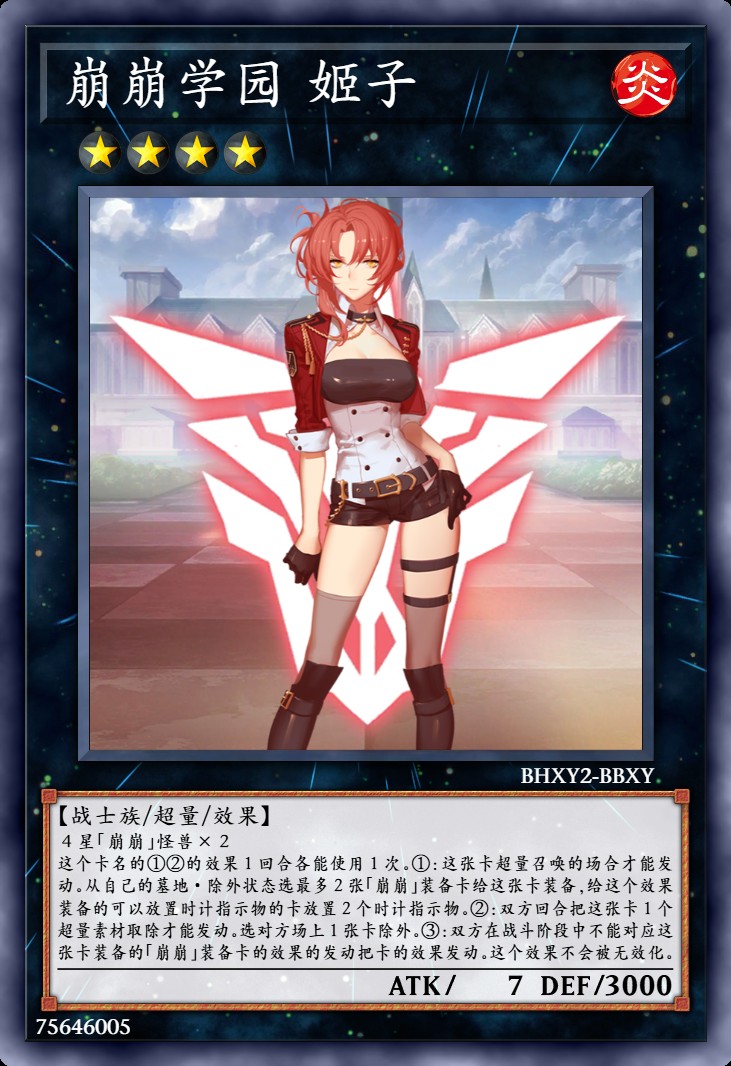 崩崩学园 姬子
炎
BHXY2-BBXY
【战士族/超量/效果】
4星「崩崩」怪兽×2
这个卡名的①②的效果1回合各能使用1次。①:这张卡超量召唤的场合才能发
动。从自己的墓地·除外状态选最多2张「崩崩」装备卡给这张卡装备,给这个效果
装备的可以放置时计指示物的卡放置2个时计指示物。②:双方回合把这张卡1个
超量素材取除才能发动。选对方场上1张卡除外。③:双方在战斗阶段中不能对应这
张卡装备的「崩崩」装备卡的效果的发动把卡的效果发动。这个效果不会被无效化。
ATK/ 7 DEF/3000
75646005